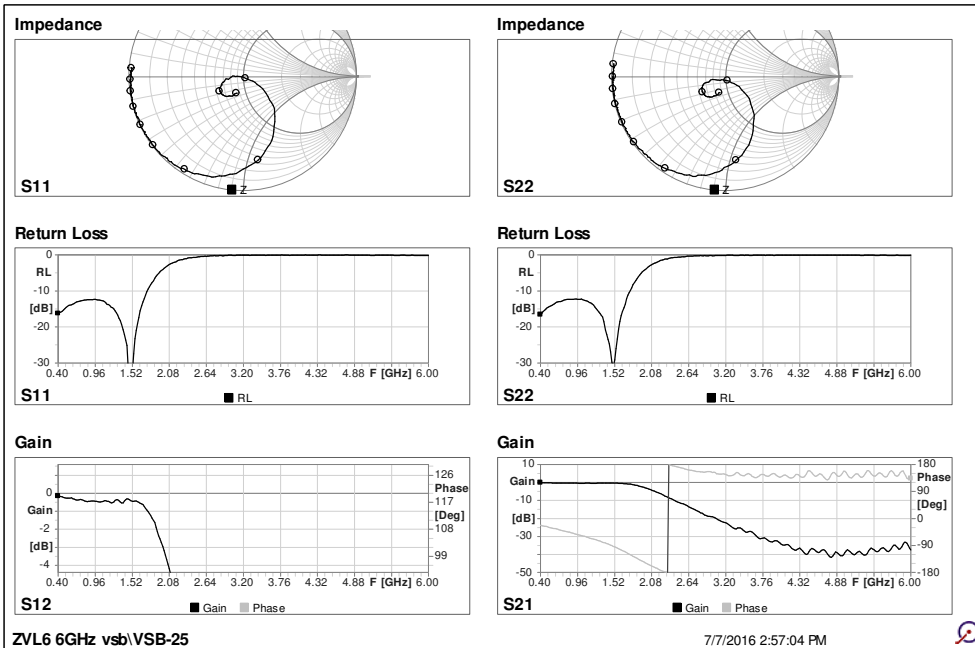 Impedance
S11
Z
Impedance
S22
Z
Return Loss
0
RL
-10
[dB]
-20
-30
0.40 0.96 1.52 2.08 2.64 3.20 3.76 4.32 4.88 F [GHz] 6.00
S11
RL
Return Loss
0
RL
-10
[dB]
-20
-30
0.40 0.96 1.52 2.08 2.64 3.20 3.76 4.32 4.88 F [GHz] 6.00
S22
RL
Gain
0
Gain
-2
[dB]
-4
126
Phase
117
[Deg]
108
99
0.40 0.96 1.52 2.08 2.64 3.20 3.76 4.32 4.88 F [GHz] 6.00
S12
Gain Phase
Gain
10
Gain
-10
[dB]
-30
-50
180
Phase
90
[Deg]
0
-90
-180
0.40 0.96 1.52 2.08 2.64 3.20 3.76 4.32 4.88 F [GHz] 6.00
S21
Gain Phase
ZVL6 6GHz vsb\VSB-25
7/7/2016 2:57:04 PM